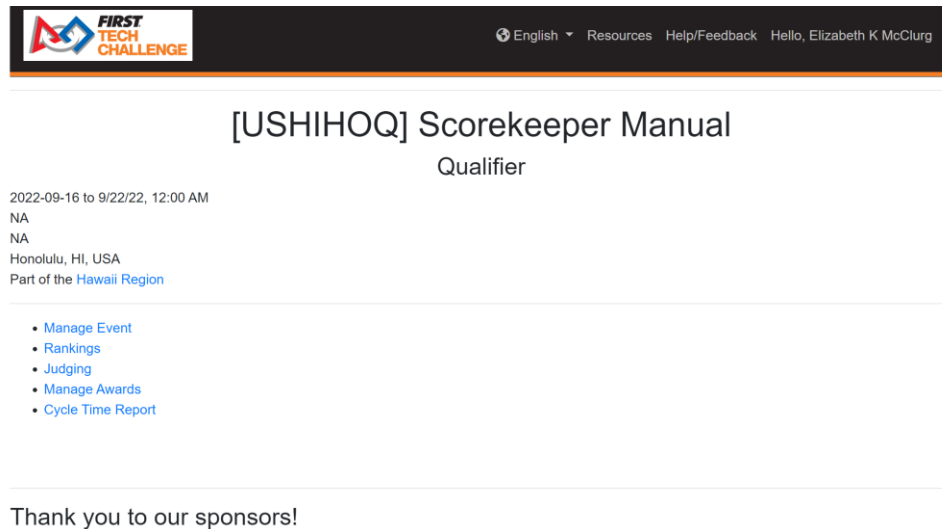 FIRST
TECH
CHALLENGE
English Resources Help/Feedback Hello, Elizabeth K McClurg
[USHIHOQ] Scorekeeper Manual
Qualifier
2022-09-16 to 9/22/22, 12:00 AM
NA
NA
Honolulu, HI, USA
Part of the Hawaii Region
Manage Event
Rankings
Judging
Manage Awards
Cycle Time Report
Thank you to our sponsors!